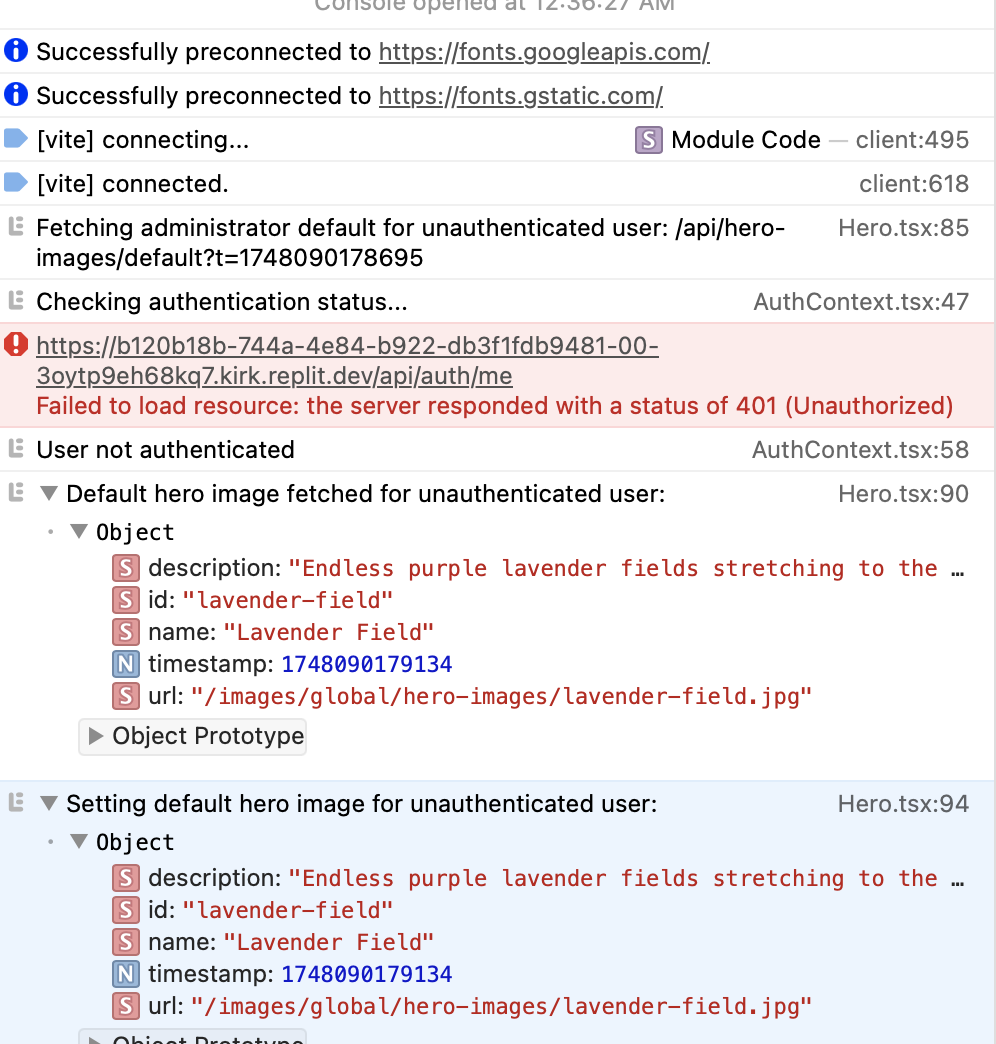 Console opened at 12:36:27 AM
Successfully preconnected to https://fonts.googleapis.com/
Successfully preconnected to https://fonts.gstatic.com/
[vite] connecting... S Module Code — client:495
[vite] connected. client:618
Fetching administrator default for unauthenticated user: /api/hero- Hero.tsx:85
images/default?t=1748090178695
Checking authentication status... AuthContext.tsx:47
https://b120b18b-744a-4e84-b922-db3f1fdb9481-00-
3oytp9eh68kq7.kirk.replit.dev/api/auth/me
Failed to load resource: the server responded with a status of 401 (Unauthorized)
User not authenticated AuthContext.tsx:58
Default hero image fetched for unauthenticated user: Hero.tsx:90
Object
S description: "Endless purple lavender fields stretching to the …
S id: "lavender-field"
S name: "Lavender Field"
N timestamp: 1748090179134
S url: "/images/global/hero-images/lavender-field.jpg"
Object Prototype
Setting default hero image for unauthenticated user: Hero.tsx:94
Object
S description: "Endless purple lavender fields stretching to the …
S id: "lavender-field"
S name: "Lavender Field"
N timestamp: 1748090179134
S url: "/images/global/hero-images/lavender-field.jpg"
Object Prototype